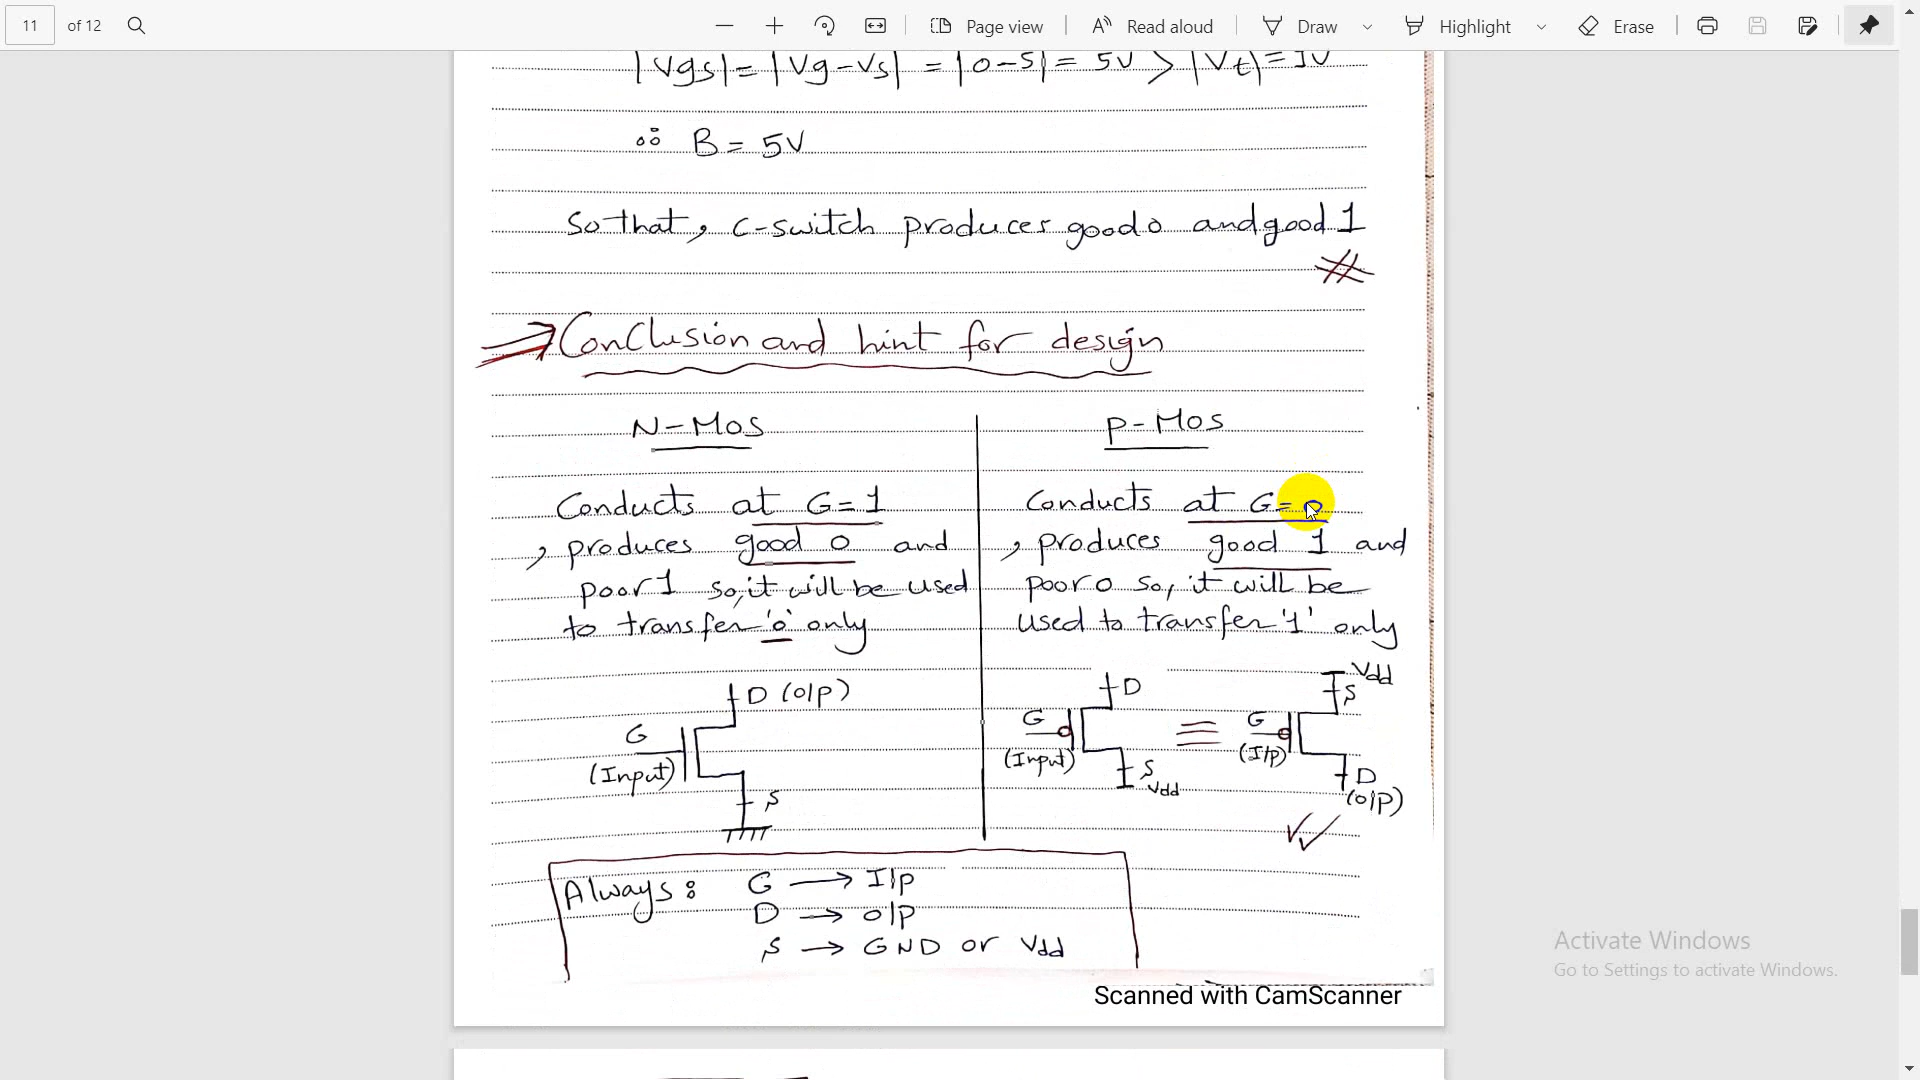 11 of 12 Page view Read aloud Draw Highlight Erase
|Vgs| = |Vg-Vs| = |0-5| = 5V > |Vt| = 1V
∴ B = 5V
So that, C-switch produces good 0 and good 1
Conclusion and hint for design
N-MOS
Conducts at G=1
, produces good 0 and
poor 1 so, it will be used
to transfer '0' only
D (o/p)
G
(Input)
S
P-MOS
Conducts at G=0
, produces good 1 and
poor 0 so, it will be
used to transfer '1' only
D
G
(Input)
S
Vdd
≡
Vdd
S
G
(I/p)
D
(o/p)
Always: G → I/p
D → o/p
S → GND or Vdd
Scanned with CamScanner
Activate Windows
Go to Settings to activate Windows.